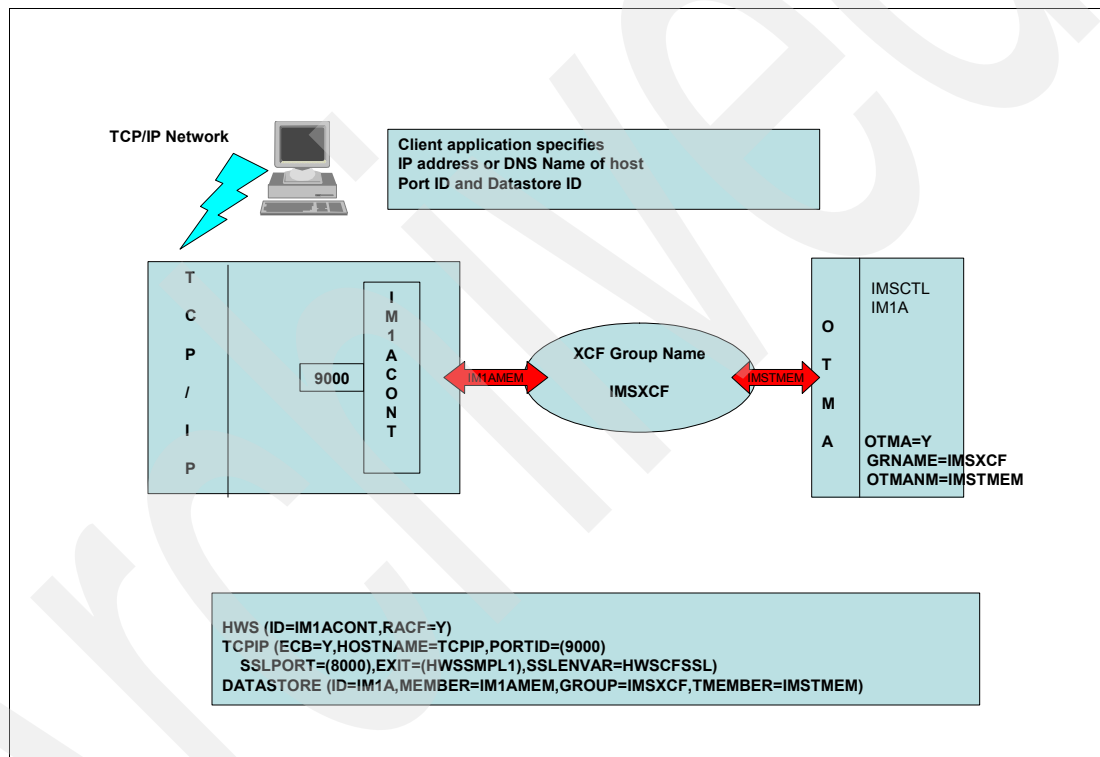 TCP/IP Network
Client application specifies
IP address or DNS Name of host
Port ID and Datastore ID
T
C
P
/
I
P
9000
I
M
1
A
C
O
N
T
IM1AMEM
XCF Group Name
IMSXCF
IMSTMEM
O
T
M
A
IMSCTL
IM1A
OTMA=Y
GRNAME=IMSXCF
OTMANM=IMSTMEM
HWS (ID=IM1ACONT,RACF=Y)
TCPIP (ECB=Y,HOSTNAME=TCPIP,PORTID=(9000)
SSLPORT=(8000),EXIT=(HWSSMPL1),SSLENVAR=HWSCFSSL)
DATASTORE (ID=IM1A,MEMBER=IM1AMEM,GROUP=IMSXCF,TMEMBER=IMSTMEM)
Archived